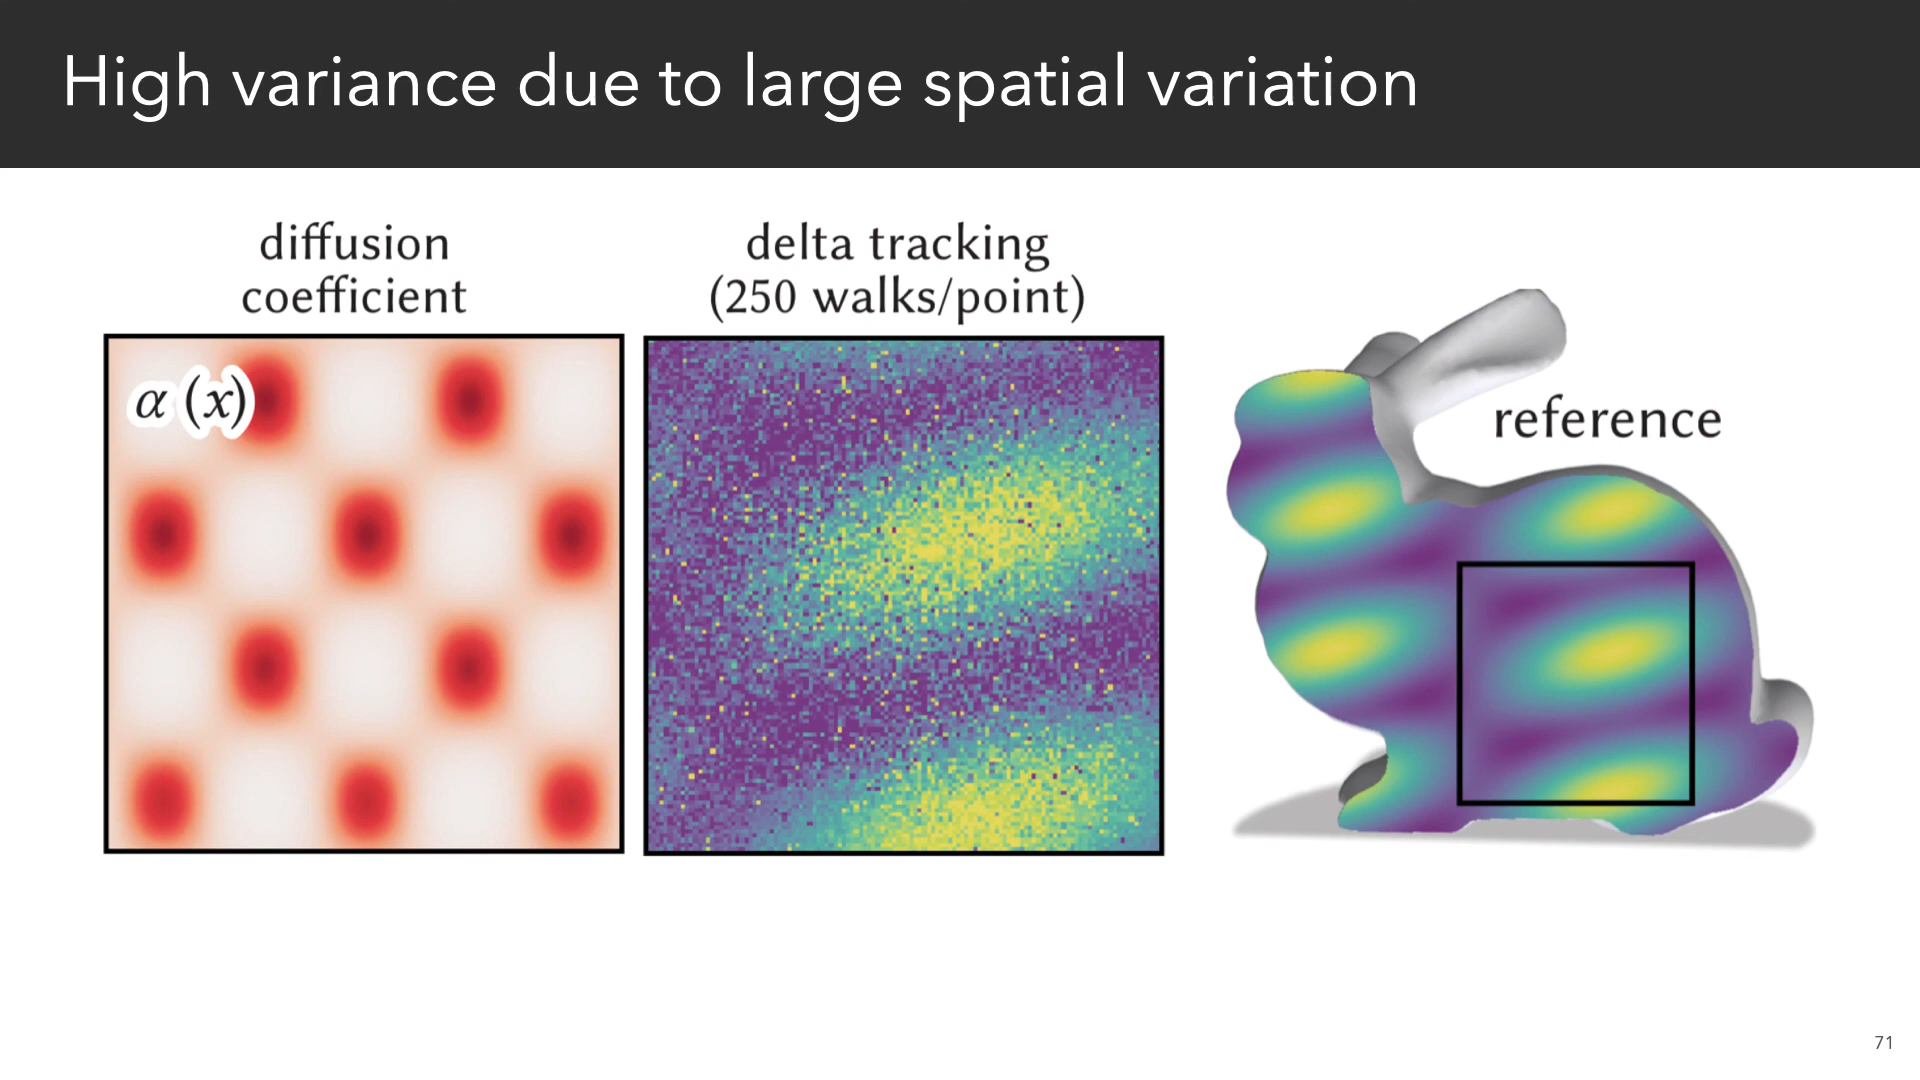 High variance due to large spatial variation
diffusion
coefficient
α (x)
delta tracking
(250 walks/point)
reference
71